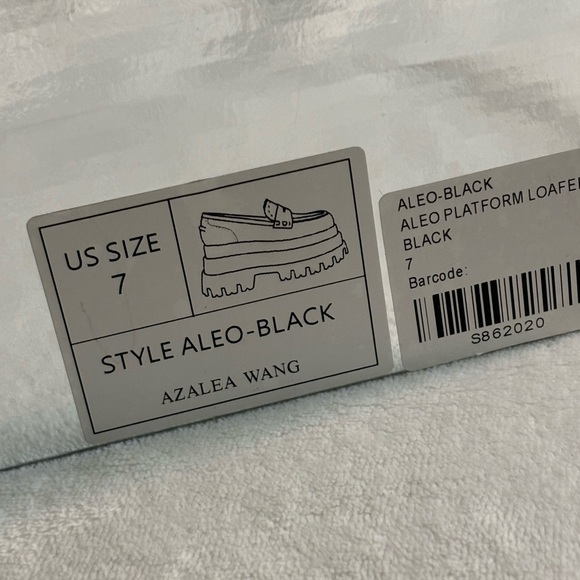 US SIZE
7
STYLE ALEO-BLACK
AZALEA WANG
ALEO-BLACK
ALEO PLATFORM LOAFE
BLACK
7
Barcode:
S862020